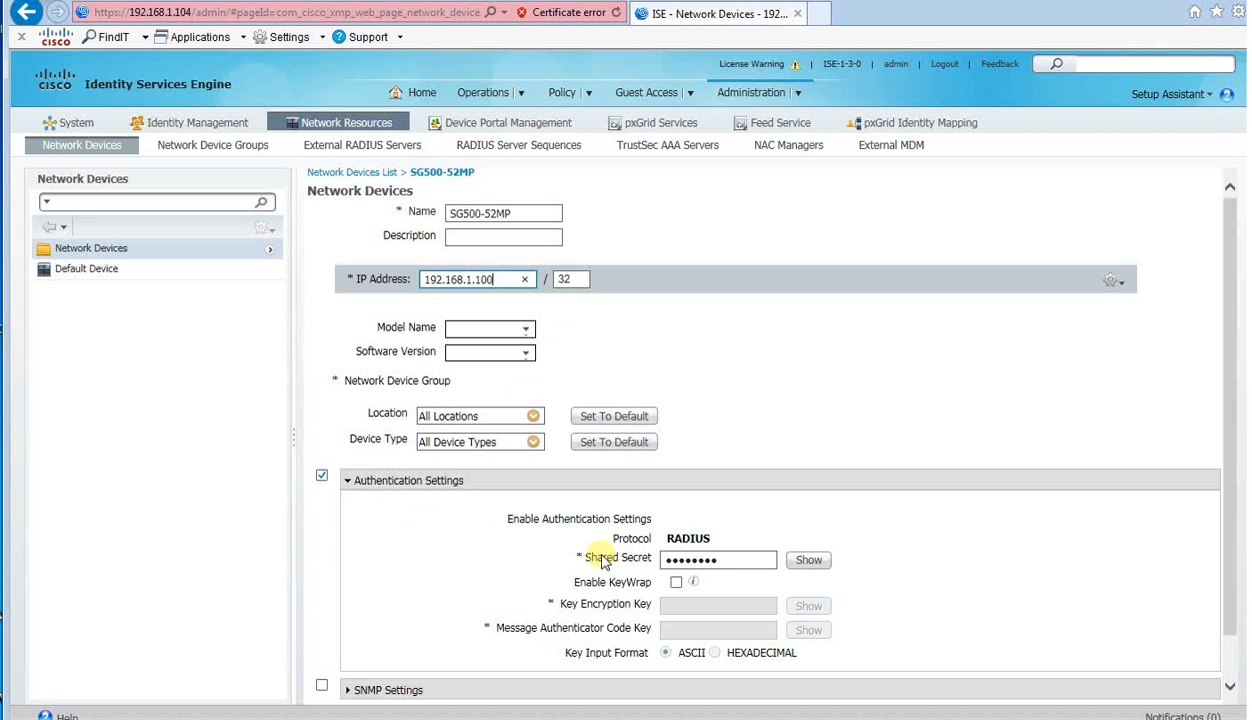 https://192.168.1.104/admin/#pageId=com_cisco_xmp_web_page_network_device
Certificate error
ISE - Network Devices - 192...
x CISCO FindIT Applications Settings Support
CISCO Identity Services Engine
License Warning | ISE-1-3-0 | admin | Logout | Feedback
Home Operations | Policy | Guest Access | Administration |
Setup Assistant
System Identity Management Network Resources Device Portal Management pxGrid Services Feed Service pxGrid Identity Mapping
Network Devices Network Device Groups External RADIUS Servers RADIUS Server Sequences TrustSec AAA Servers NAC Managers External MDM
Network Devices
Network Devices
Default Device
Network Devices List > SG500-52MP
Network Devices
* Name SG500-52MP
Description
* IP Address: 192.168.1.100 × / 32
Model Name
Software Version
* Network Device Group
Location All Locations Set To Default
Device Type All Device Types Set To Default
Authentication Settings
Enable Authentication Settings
Protocol RADIUS
* Shared Secret •••••••• Show
Enable KeyWrap i
* Key Encryption Key Show
* Message Authenticator Code Key Show
Key Input Format ASCII HEXADECIMAL
SNMP Settings
Help
Notifications (0)